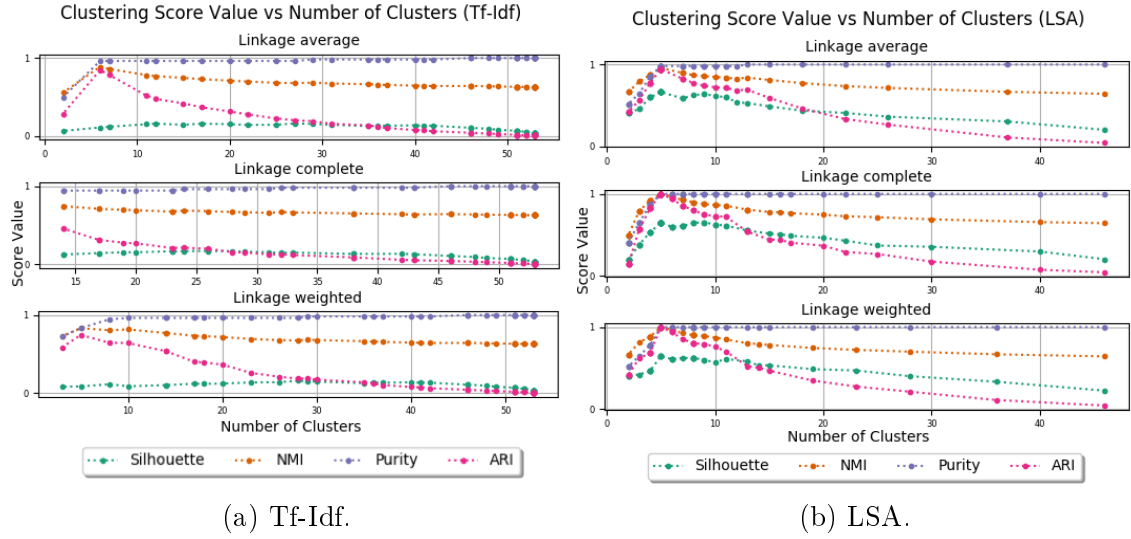 Clustering Score Value vs Number of Clusters (Tf-Idf)
Linkage average
1
0
0 10 20 30 40 50
Linkage complete
1
0
15 20 25 30 35 40 45 50
Linkage weighted
1
0
10 20 30 40 50
Score Value
Number of Clusters
Silhouette NMI Purity ARI
(a) Tf-Idf.
Clustering Score Value vs Number of Clusters (LSA)
Linkage average
1
0
0 10 20 30 40
Linkage complete
1
0
0 10 20 30 40
Linkage weighted
1
0
0 10 20 30 40
Score Value
Number of Clusters
Silhouette NMI Purity ARI
(b) LSA.